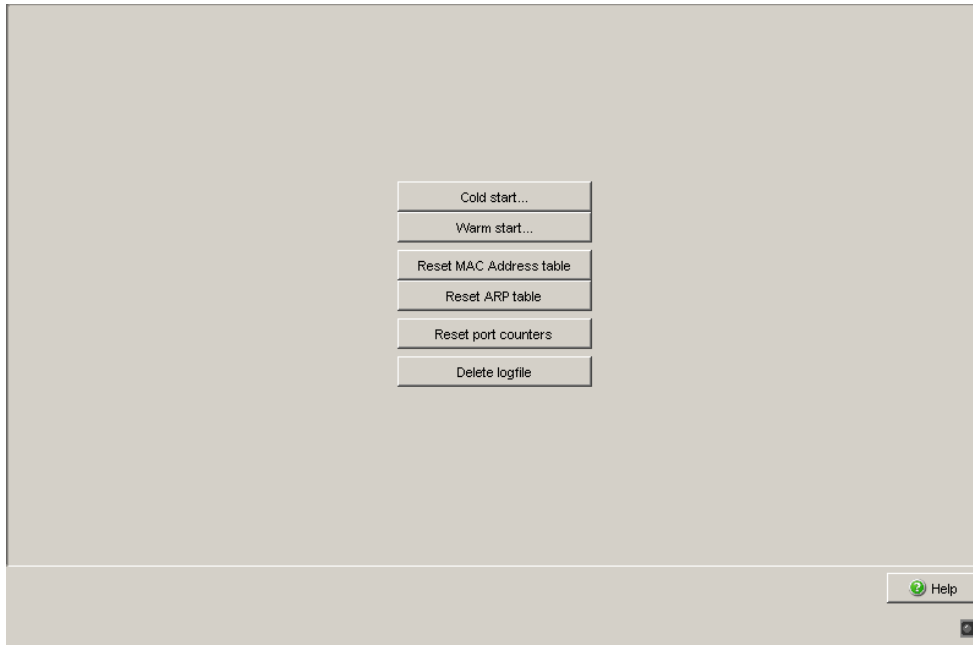 Cold start...
Warm start...
Reset MAC Address table
Reset ARP table
Reset port counters
Delete logfile
Help